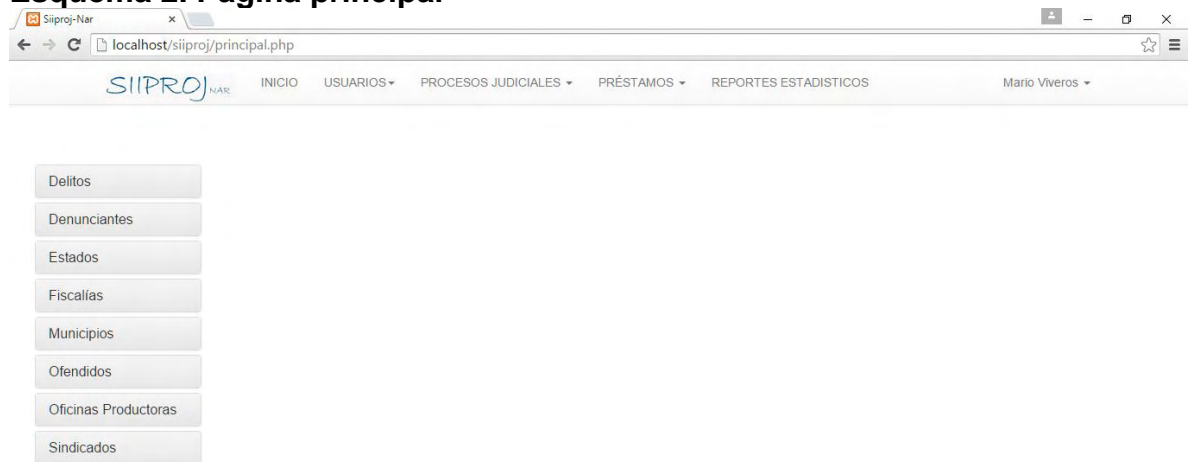 Esquema 2. Página principal
Siiproj-Nar
localhost/siiproj/principal.php
SIIPROJ NAR INICIO USUARIOS PROCESOS JUDICIALES PRÉSTAMOS REPORTES ESTADISTICOS Mario Viveros
Delitos
Denunciantes
Estados
Fiscalías
Municipios
Ofendidos
Oficinas Productoras
Sindicados